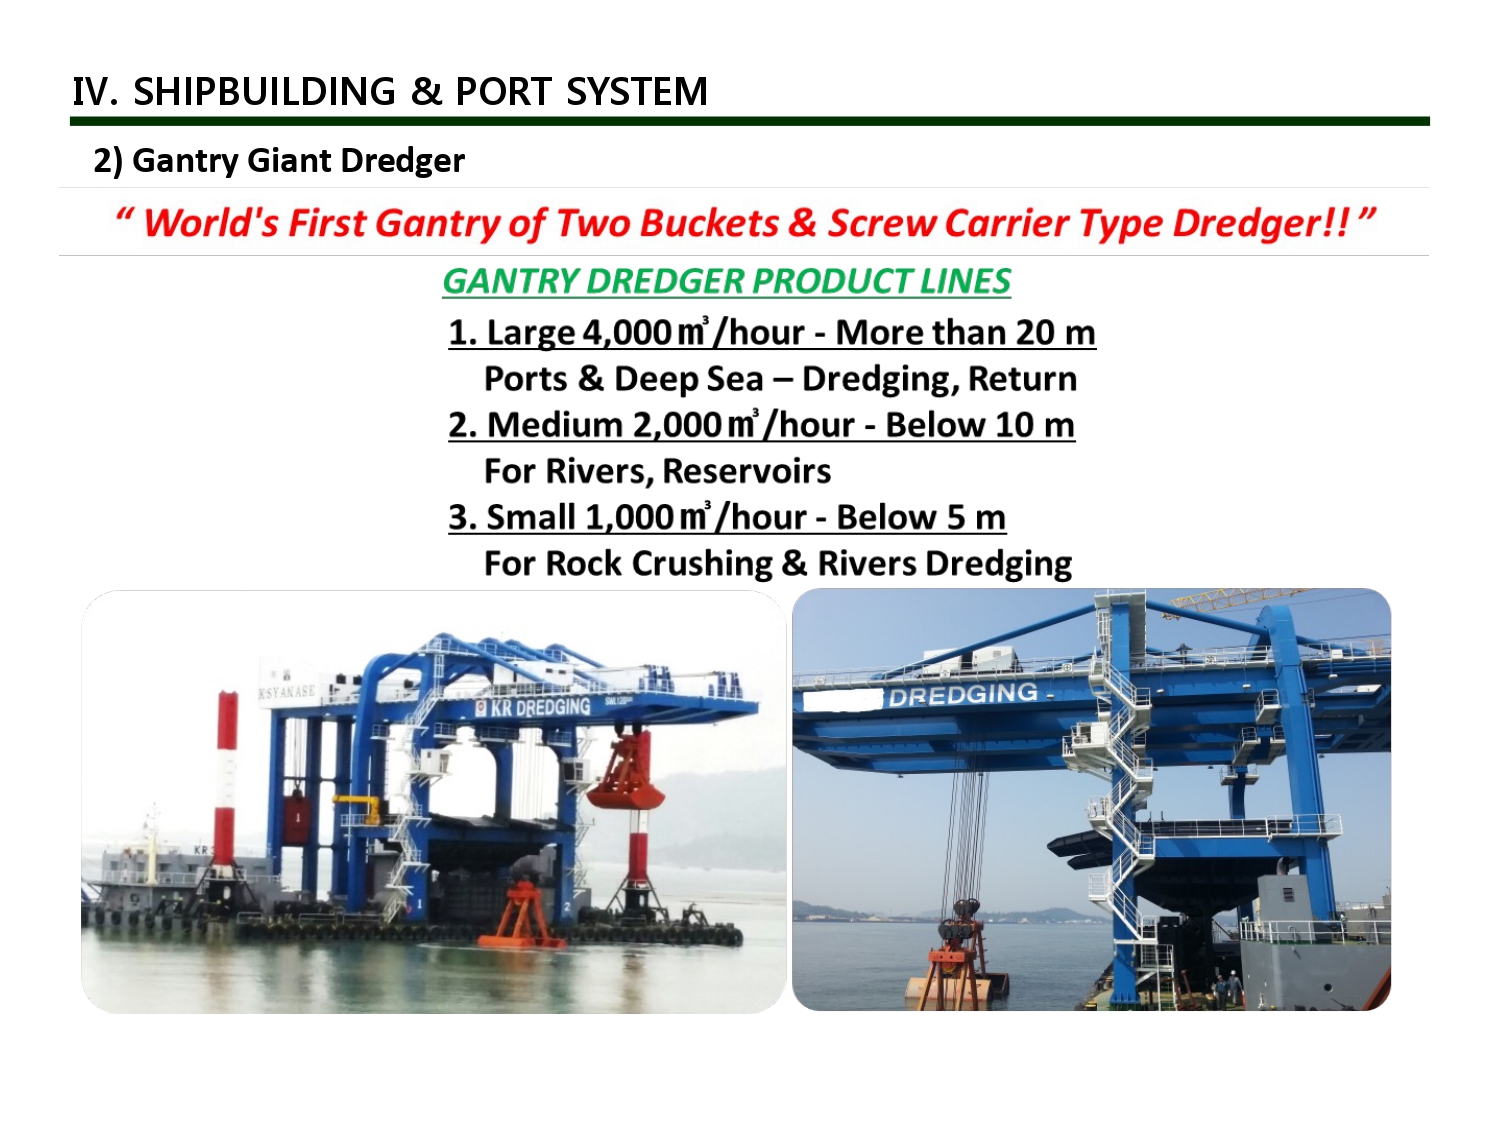 IV. SHIPBUILDING & PORT SYSTEM
2) Gantry Giant Dredger
“ World's First Gantry of Two Buckets & Screw Carrier Type Dredger!! ”
GANTRY DREDGER PRODUCT LINES
1. Large 4,000㎥/hour - More than 20 m
Ports & Deep Sea – Dredging, Return
2. Medium 2,000㎥/hour - Below 10 m
For Rivers, Reservoirs
3. Small 1,000㎥/hour - Below 5 m
For Rock Crushing & Rivers Dredging
KR DREDGING
1
KR
1
2
DREDGING